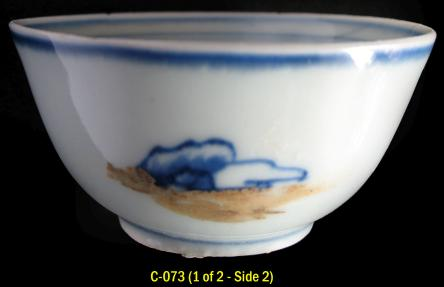 C-073 (1 of 2 - Side 2)